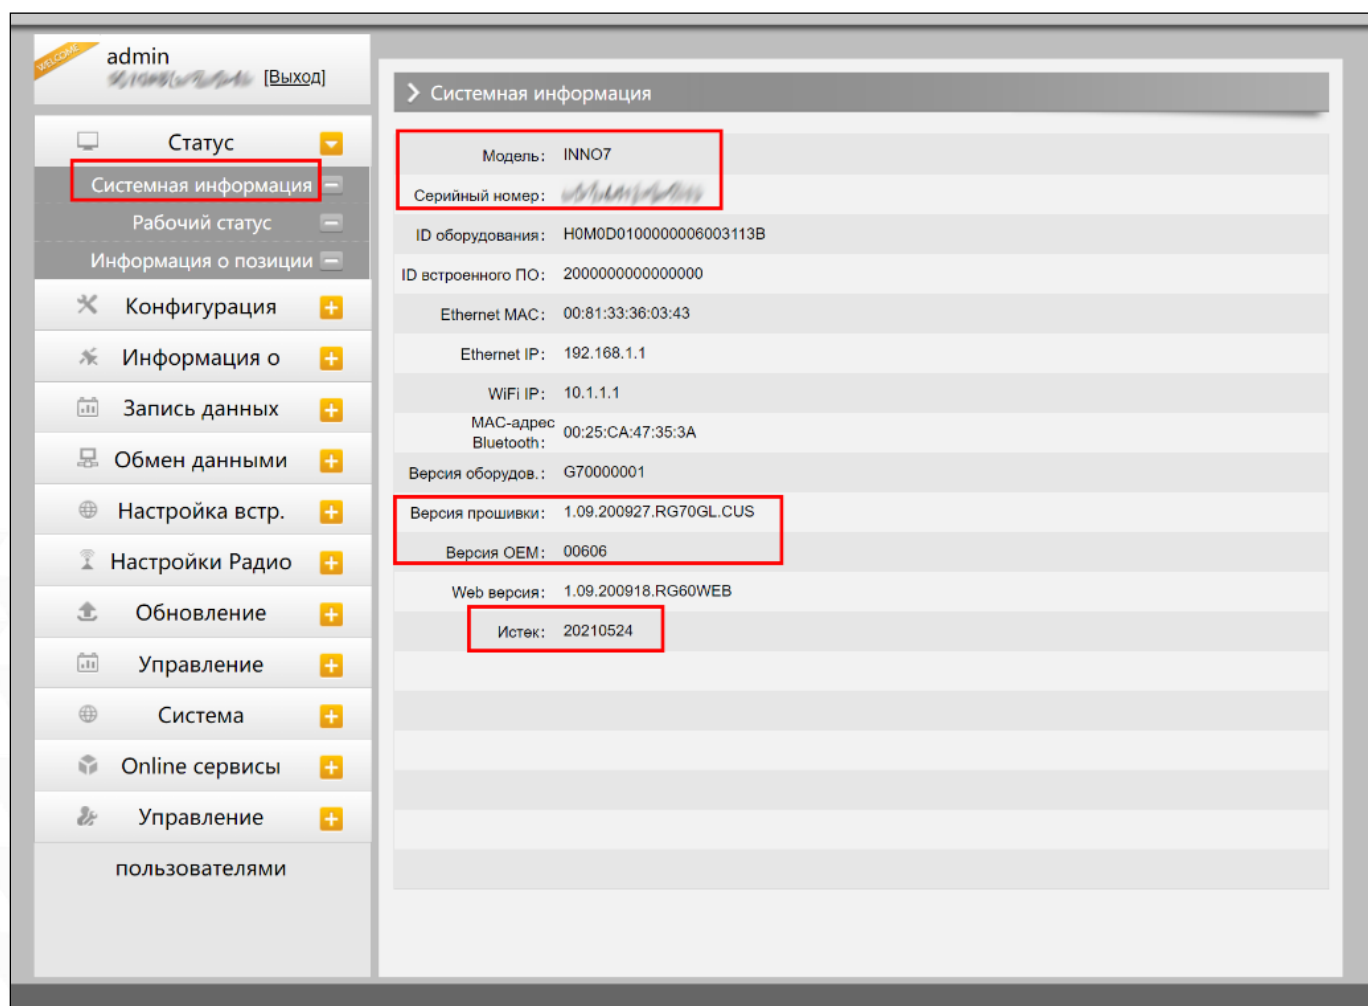 WELCOME
admin
[Выход]
Статус
Системная информация
Рабочий статус
Информация о позиции
Конфигурация
Информация о
Запись данных
Обмен данными
Настройка встр.
Настройки Радио
Обновление
Управление
Система
Online сервисы
Управление
пользователями
Системная информация
Модель: INNO7
Серийный номер:
ID оборудования: H0M0D0100000006003113B
ID встроенного ПО: 2000000000000000
Ethernet MAC: 00:81:33:36:03:43
Ethernet IP: 192.168.1.1
WiFi IP: 10.1.1.1
MAC-адрес
Bluetooth: 00:25:CA:47:35:3A
Версия оборудов.: G70000001
Версия прошивки: 1.09.200927.RG70GL.CUS
Версия OEM: 00606
Web версия: 1.09.200918.RG60WEB
Истек: 20210524